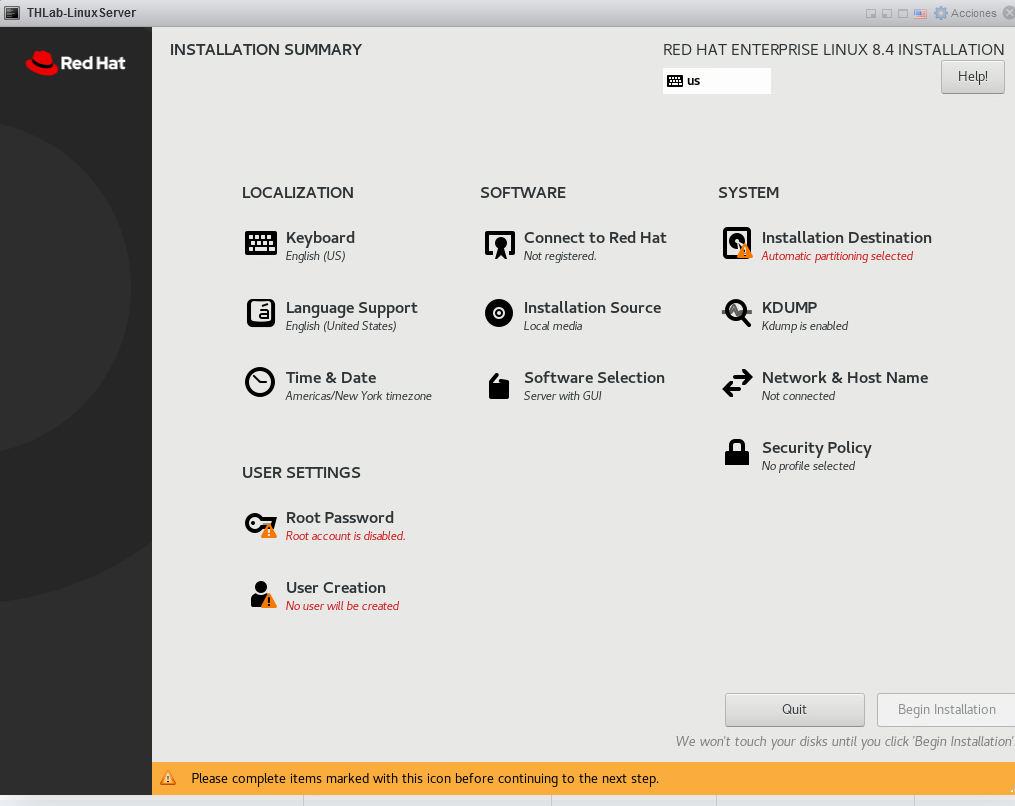 THLab-LinuxServer
Acciones
Red Hat
INSTALLATION SUMMARY
RED HAT ENTERPRISE LINUX 8.4 INSTALLATION
us
Help!
LOCALIZATION
Keyboard
English (US)
Language Support
English (United States)
Time & Date
Americas/New York timezone
SOFTWARE
Connect to Red Hat
Not registered.
Installation Source
Local media
Software Selection
Server with GUI
SYSTEM
Installation Destination
Automatic partitioning selected
KDUMP
Kdump is enabled
Network & Host Name
Not connected
Security Policy
No profile selected
USER SETTINGS
Root Password
Root account is disabled.
User Creation
No user will be created
Quit
Begin Installation
We won't touch your disks until you click 'Begin Installation'
Please complete items marked with this icon before continuing to the next step.